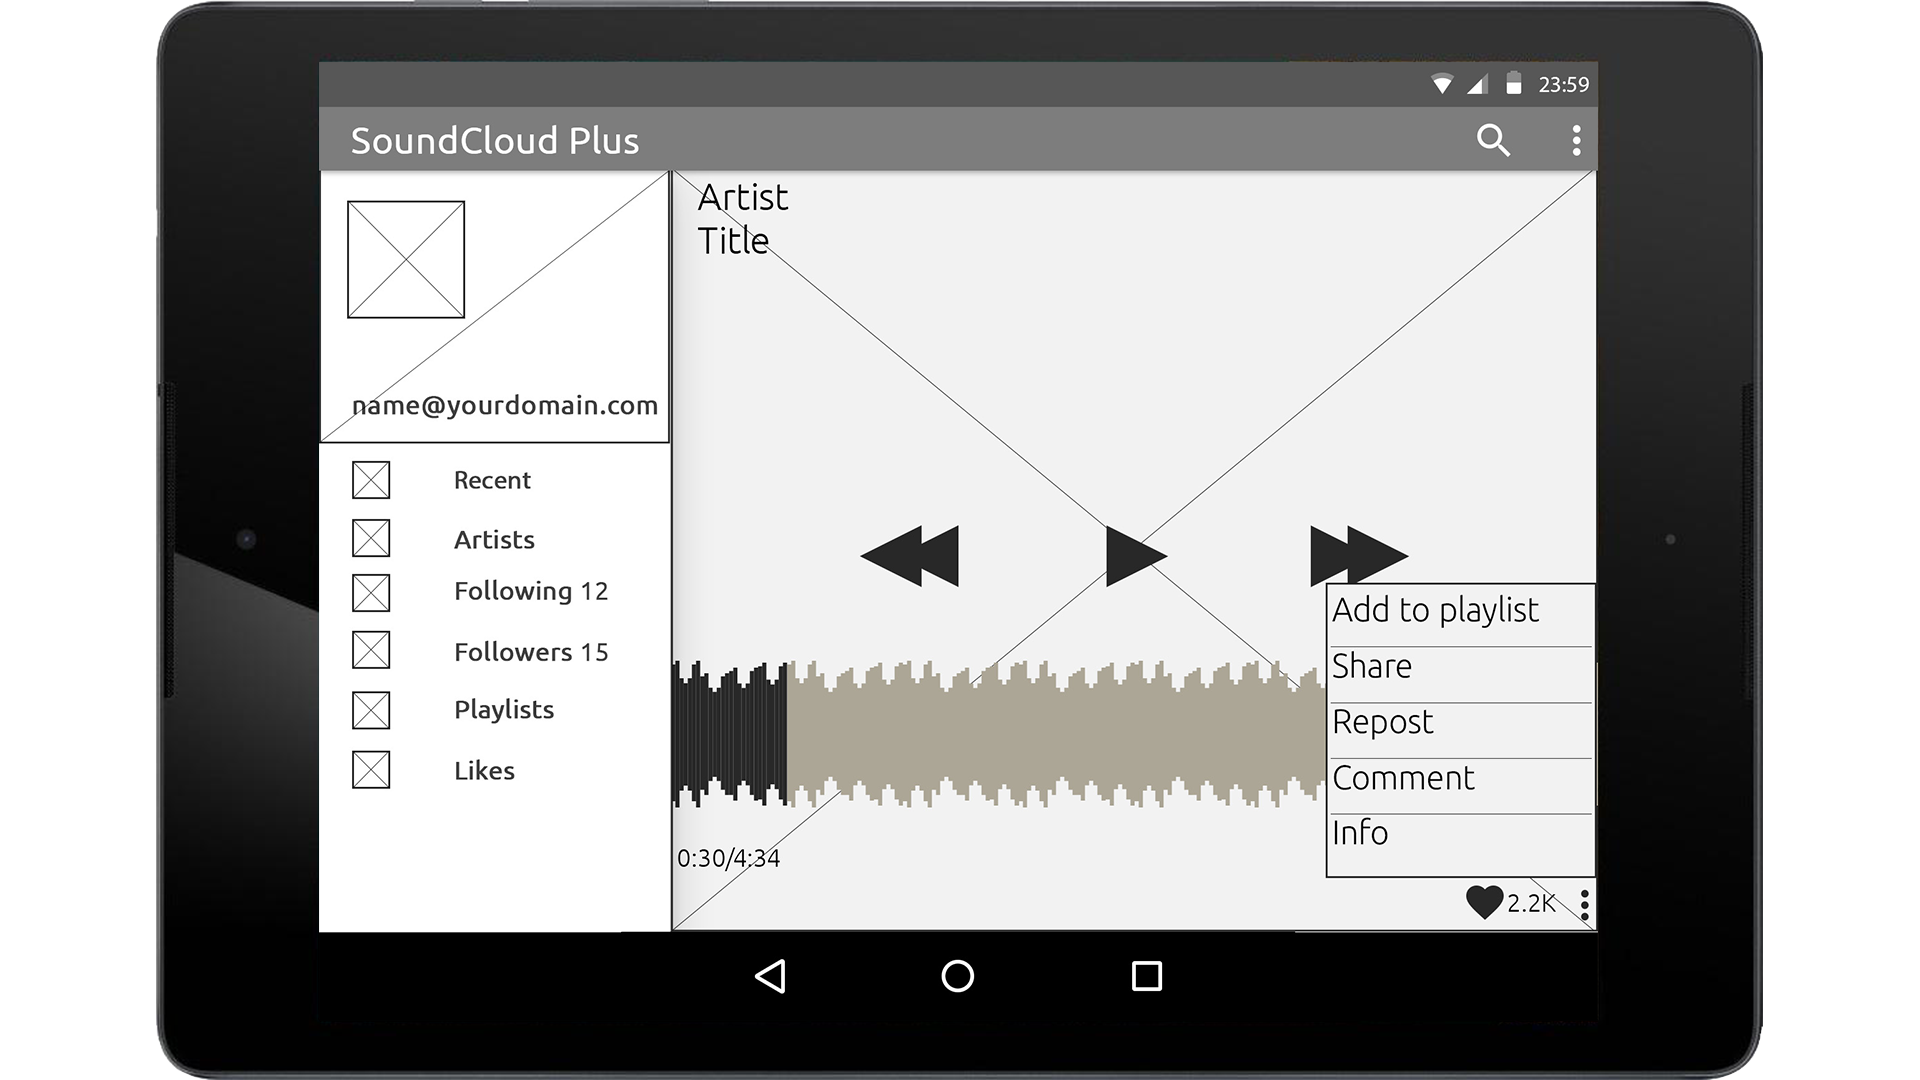 23:59
SoundCloud Plus
name@yourdomain.com
Recent
Artists
Following 12
Followers 15
Playlists
Likes
Artist
Title
0:30/4:34
Add to playlist
Share
Repost
Comment
Info
2.2K